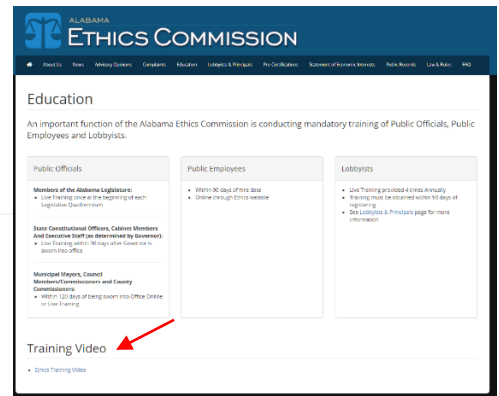 ALABAMA
ETHICS COMMISSION
About Us News Advisory Opinions Complaints Education Lobbyists & Principals Pre-Certifications Statement of Economic Interests Public Records Law & Rules FAQ
Education
An important function of the Alabama Ethics Commission is conducting mandatory training of Public Officials, Public
Employees and Lobbyists.
Public Officials
Members of the Alabama Legislature:
• Live Training once at the beginning of each
Legislative Quadrennium
State Constitutional Officers, Cabinet Members
And Executive Staff (as determined by Governor):
• Live Training within 90 days after Governor is
sworn into office
Municipal Mayors, Council
Members/Commissioners and County
Commissioners:
• Within 120 days of being sworn into Office Online
or Live Training
Public Employees
• Within 90 days of hire date
• Online through Ethics website
Lobbyists
• Live Training provided 4 times Annually
• Training must be obtained within 90 days of
registering
• See Lobbyists & Principals page for more
information
Training Video
• Ethics Training Video